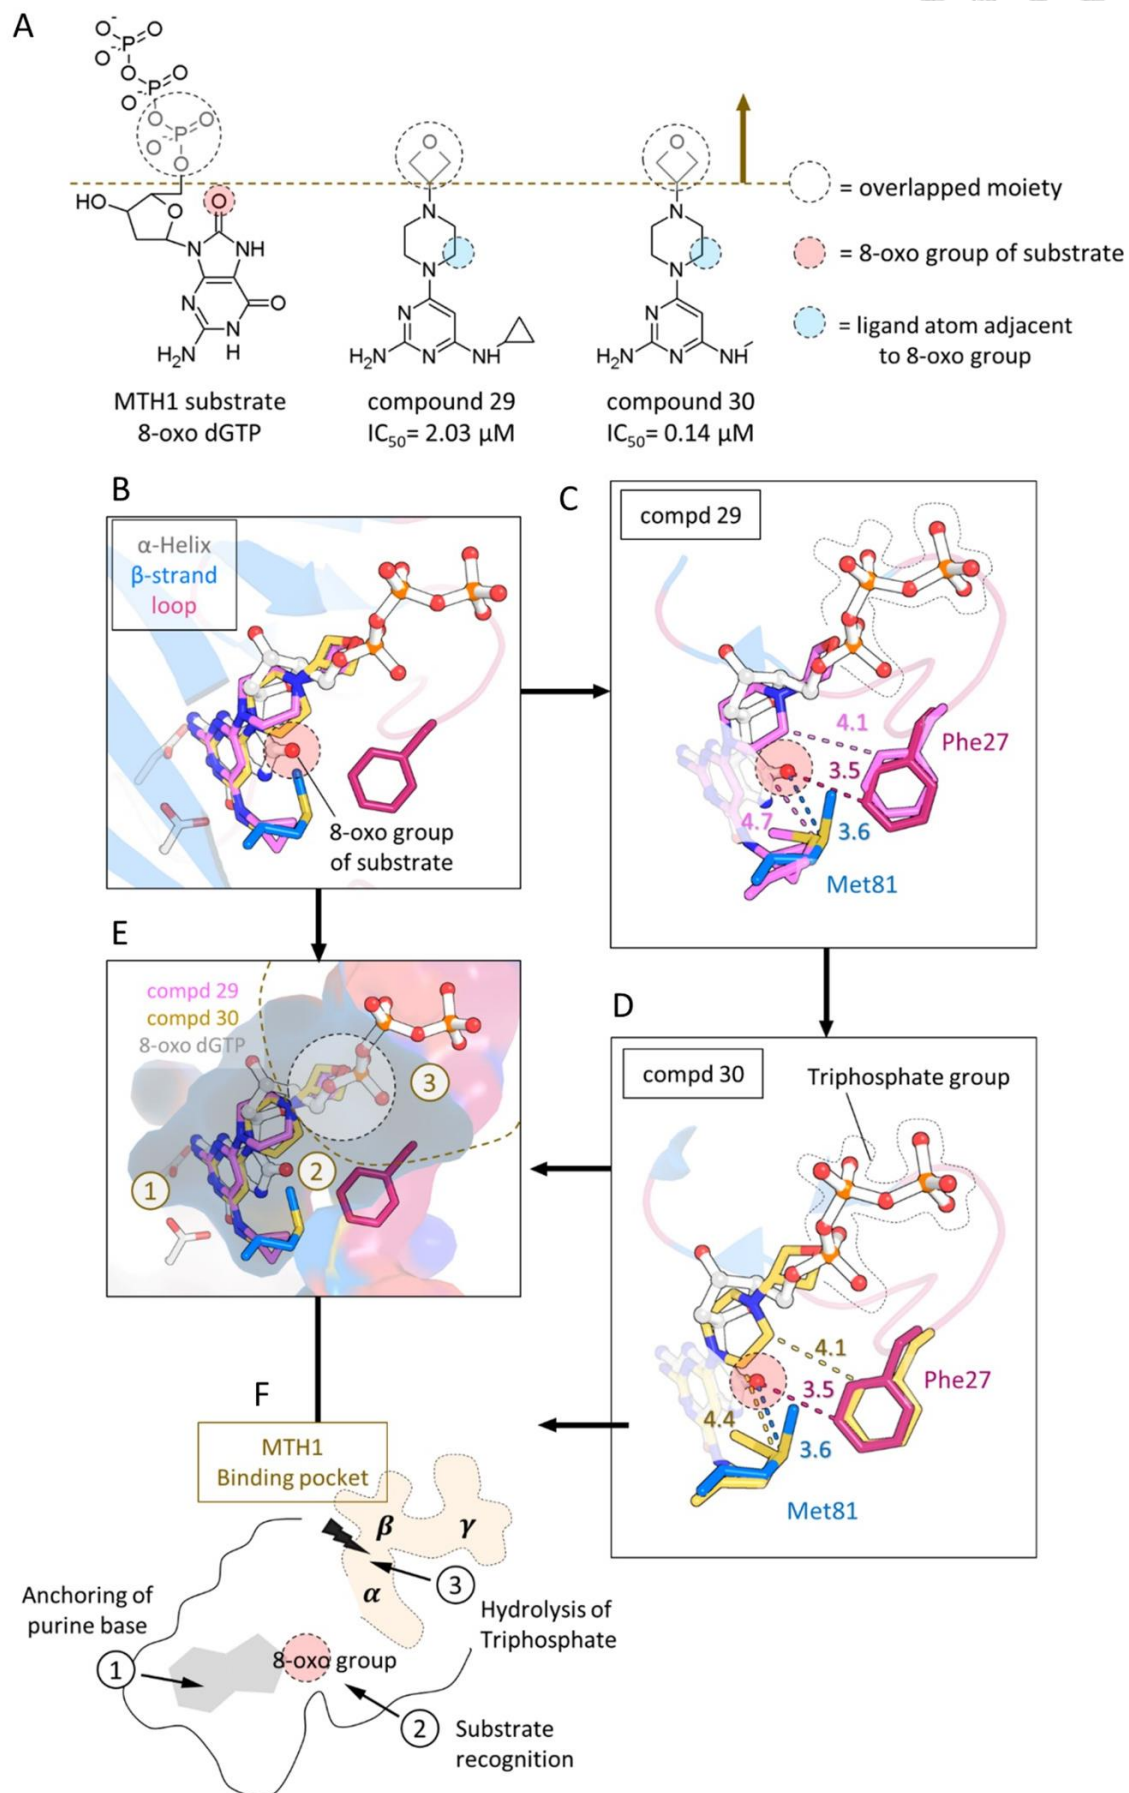 A
O⁻
P
O
O⁻
O
P
O
O⁻
O
P
O
O⁻
O
HO
O
O
N
NH
N
O
N
H₂N
H
MTH1 substrate
8-oxo dGTP
O
N
N
N
H₂N
N
NH
compound 29
IC₅₀= 2.03 μM
O
N
N
N
H₂N
N
NH
compound 30
IC₅₀= 0.14 μM
= overlapped moiety
= 8-oxo group of substrate
= ligand atom adjacent
to 8-oxo group
B
α-Helix
β-strand
loop
8-oxo group
of substrate
C
compd 29
4.1
Phe27
3.5
4.7
3.6
Met81
D
compd 30
Triphosphate group
4.1
Phe27
3.5
4.4
3.6
Met81
E
compd 29
compd 30
8-oxo dGTP
3
2
1
F
MTH1
Binding pocket
β
γ
α
3
Hydrolysis of
Triphosphate
Anchoring of
purine base
1
8-oxo group
2
Substrate
recognition